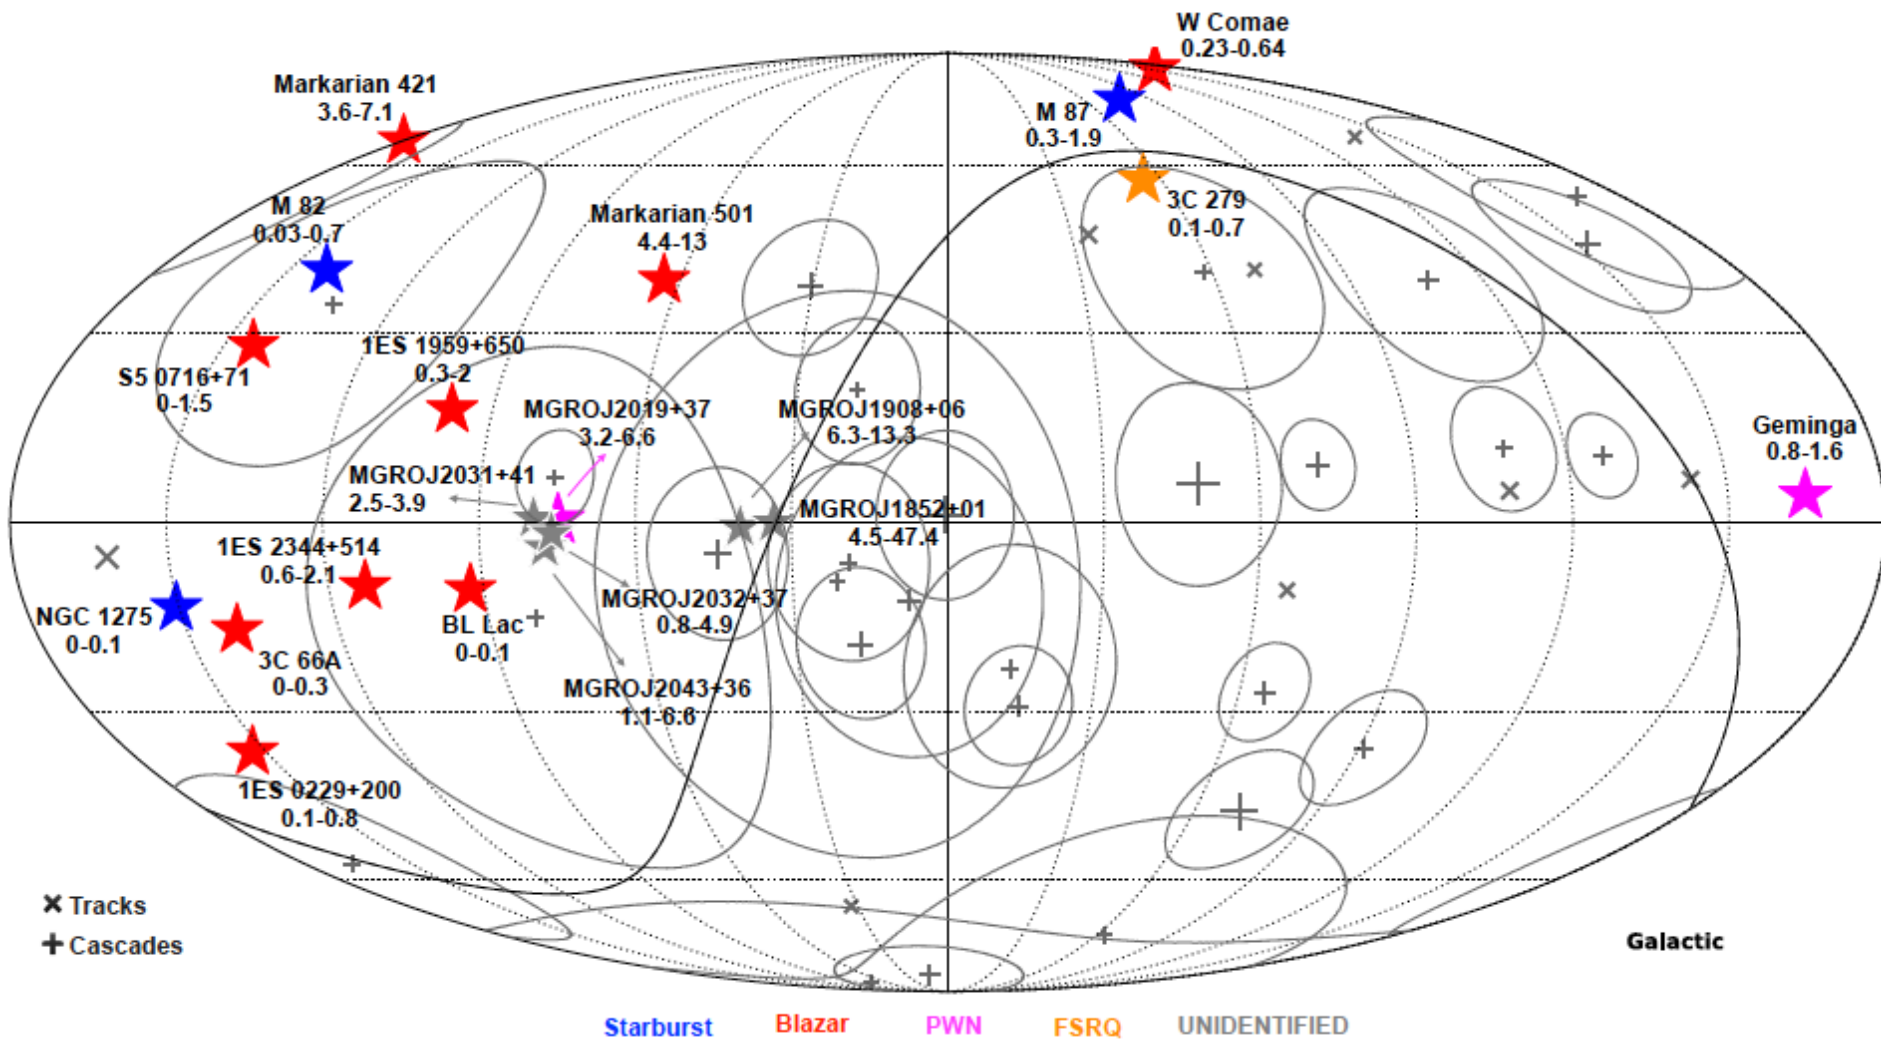 W Comae
0.23-0.64
Markarian 421
3.6-7.1
M 87
0.3-1.9
M 82
0.03-0.7
Markarian 501
4.4-13
3C 279
0.1-0.7
1ES 1959+650
0.3-2
S5 0716+71
0-1.5
MGROJ2019+37
3.2-6.6
MGROJ1908+06
6.3-13.3
Geminga
0.8-1.6
MGROJ2031+41
2.5-3.9
MGROJ1852+01
4.5-47.4
1ES 2344+514
0.6-2.1
MGROJ2032+37
0.8-4.9
NGC 1275
0-0.1
BL Lac
0-0.1
3C 66A
0-0.3
MGROJ2043+36
1.1-6.6
1ES 0229+200
0.1-0.8
Tracks
Cascades
Galactic
Starburst Blazar PWN FSRQ UNIDENTIFIED